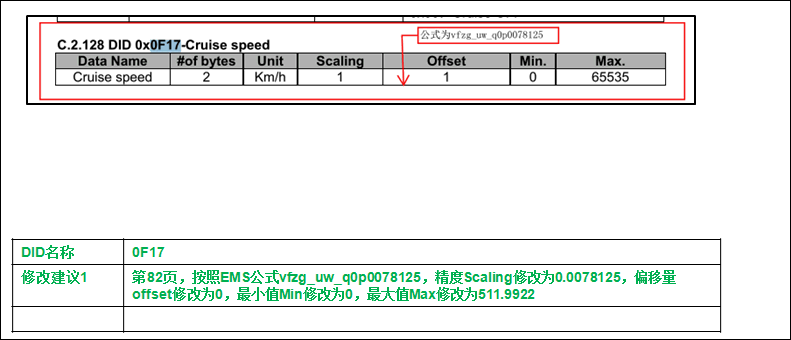 公式为vfzg_uw_q0p0078125
C.2.128 DID 0x0F17-Cruise speed
Data Name #of bytes Unit Scaling Offset Min. Max.
Cruise speed 2 Km/h 1 1 0 65535
DID名称 0F17
修改建议1 第82页，按照EMS公式vfzg_uw_q0p0078125，精度Scaling修改为0.0078125，偏移量
offset修改为0，最小值Min修改为0，最大值Max修改为511.9922